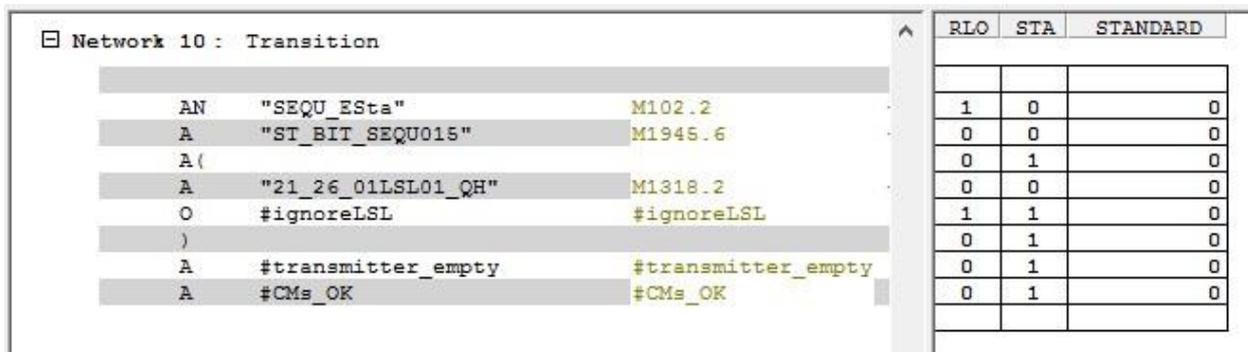 Network 10 : Transition RLO STA STANDARD
AN "SEQU_ESta" M102.2 1 0 0
A "ST_BIT_SEQU015" M1945.6 0 0 0
A( 0 1 0
A "21_26_01LSL01_QH" M1318.2 0 0 0
O #ignoreLSL #ignoreLSL 1 1 0
) 0 1 0
A #transmitter_empty #transmitter_empty 0 1 0
A #CMs_OK #CMs_OK 0 1 0